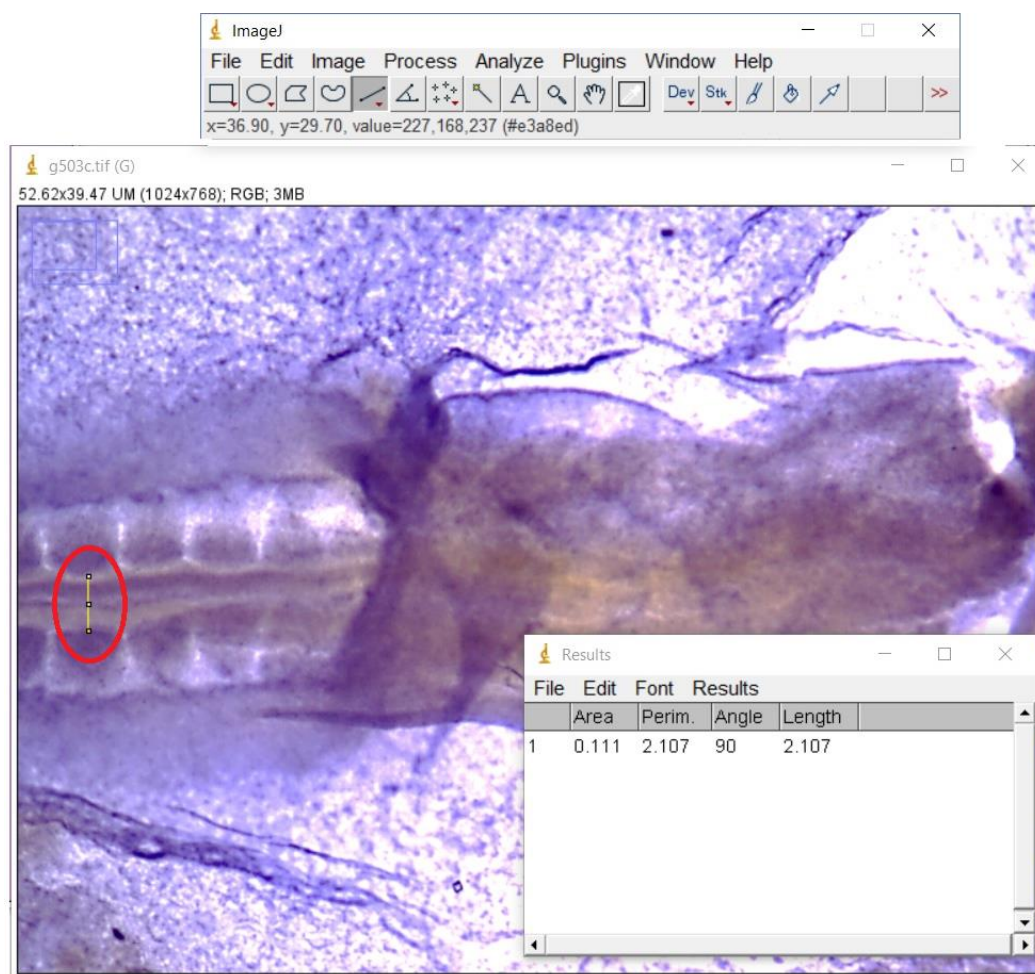 ImageJ
File Edit Image Process Analyze Plugins Window Help
A Dev Stk >>
x=36.90, y=29.70, value=227,168,237 (#e3a8ed)
g503c.tif (G)
52.62x39.47 UM (1024x768); RGB; 3MB
Results
File Edit Font Results
Area Perim. Angle Length
1 0.111 2.107 90 2.107